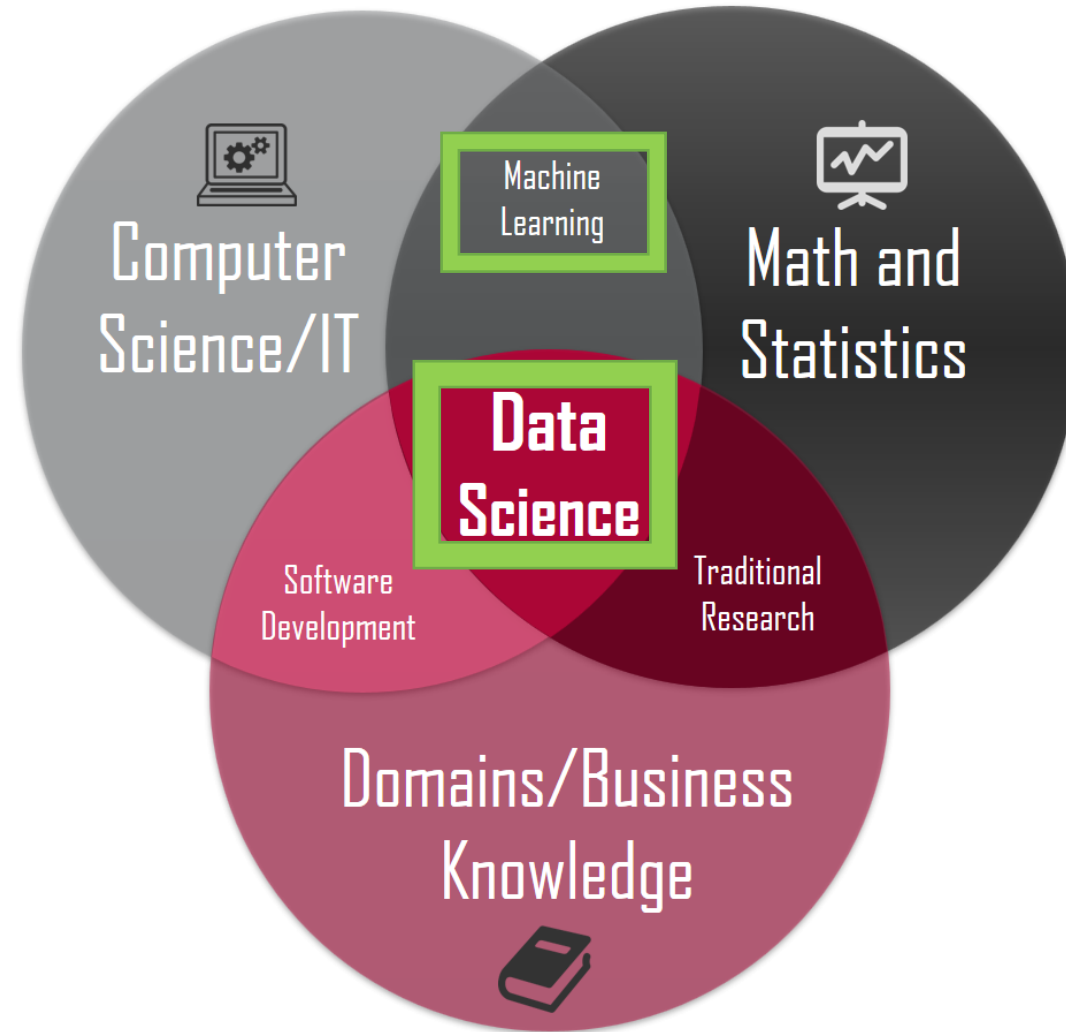 Machine
Learning
Computer
Science/IT
Math and
Statistics
Data
Science
Software
Development
Traditional
Research
Domains/Business
Knowledge